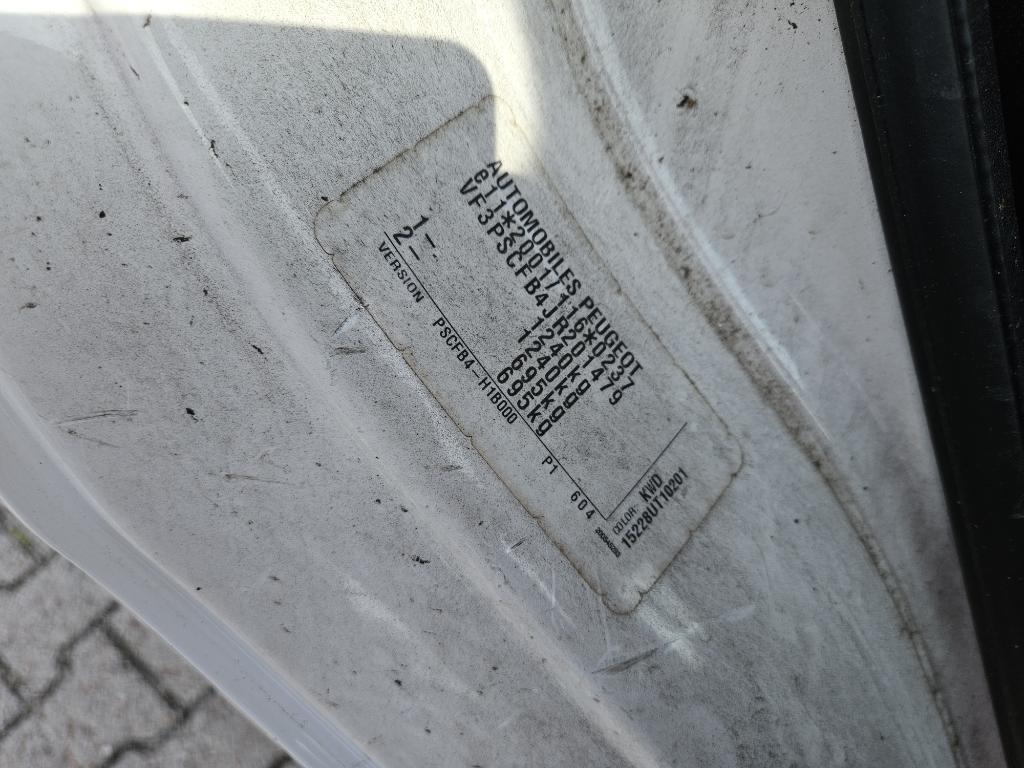 AUTOMOBILES PEUGEOT
e11*2001/116*0237
VF3PSCFB4JR201479
1240kg
1240kg
1- 695kg
2- 695kg
VERSION PSCFB4--H1B000 P1 604
COLOR: KWD
15228UT10201